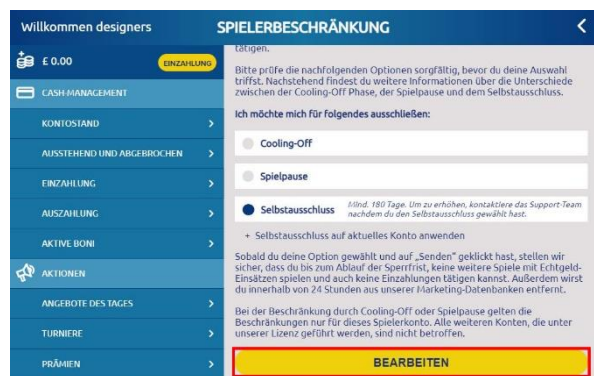 Willkommen designers
SPIELERBESCHRÄNKUNG
£ 0.00
EINZAHLUNG
CASH-MANAGEMENT
KONTOSTAND
AUSSTEHEND UND ABGEBROCHEN
EINZAHLUNG
AUSZAHLUNG
AKTIVE BONI
AKTIONEN
ANGEBOTE DES TAGES
TURNIERE
PRÄMIEN
tätigen.
Bitte prüfe die nachfolgenden Optionen sorgfältig, bevor du deine Auswahl
triffst. Nachstehend findest du weitere Informationen über die Unterschiede
zwischen der Cooling-Off Phase, der Spielpause und dem Selbstausschluss.
Ich möchte mich für folgendes ausschließen:
Cooling-Off
Spielpause
Selbstausschluss
Mind. 180 Tage. Um zu erhöhen, kontaktiere das Support-Team
nachdem du den Selbstausschluss gewählt hast.
+ Selbstausschluss auf aktuelles Konto anwenden
Sobald du deine Option gewählt und auf „Senden" geklickt hast, stellen wir
sicher, dass du bis zum Ablauf der Sperrfrist, keine weitere Spiele mit Echtgeld-
Einsätzen spielen und auch keine Einzahlungen tätigen kannst. Außerdem wirst
du innerhalb von 24 Stunden aus unserer Marketing-Datenbanken entfernt.
Bei der Beschränkung durch Cooling-Off oder Spielpause gelten die
Beschränkungen nur für dieses Spielerkonto. Alle weiteren Konten, die unter
unserer Lizenz geführt werden, sind nicht betroffen.
BEARBEITEN